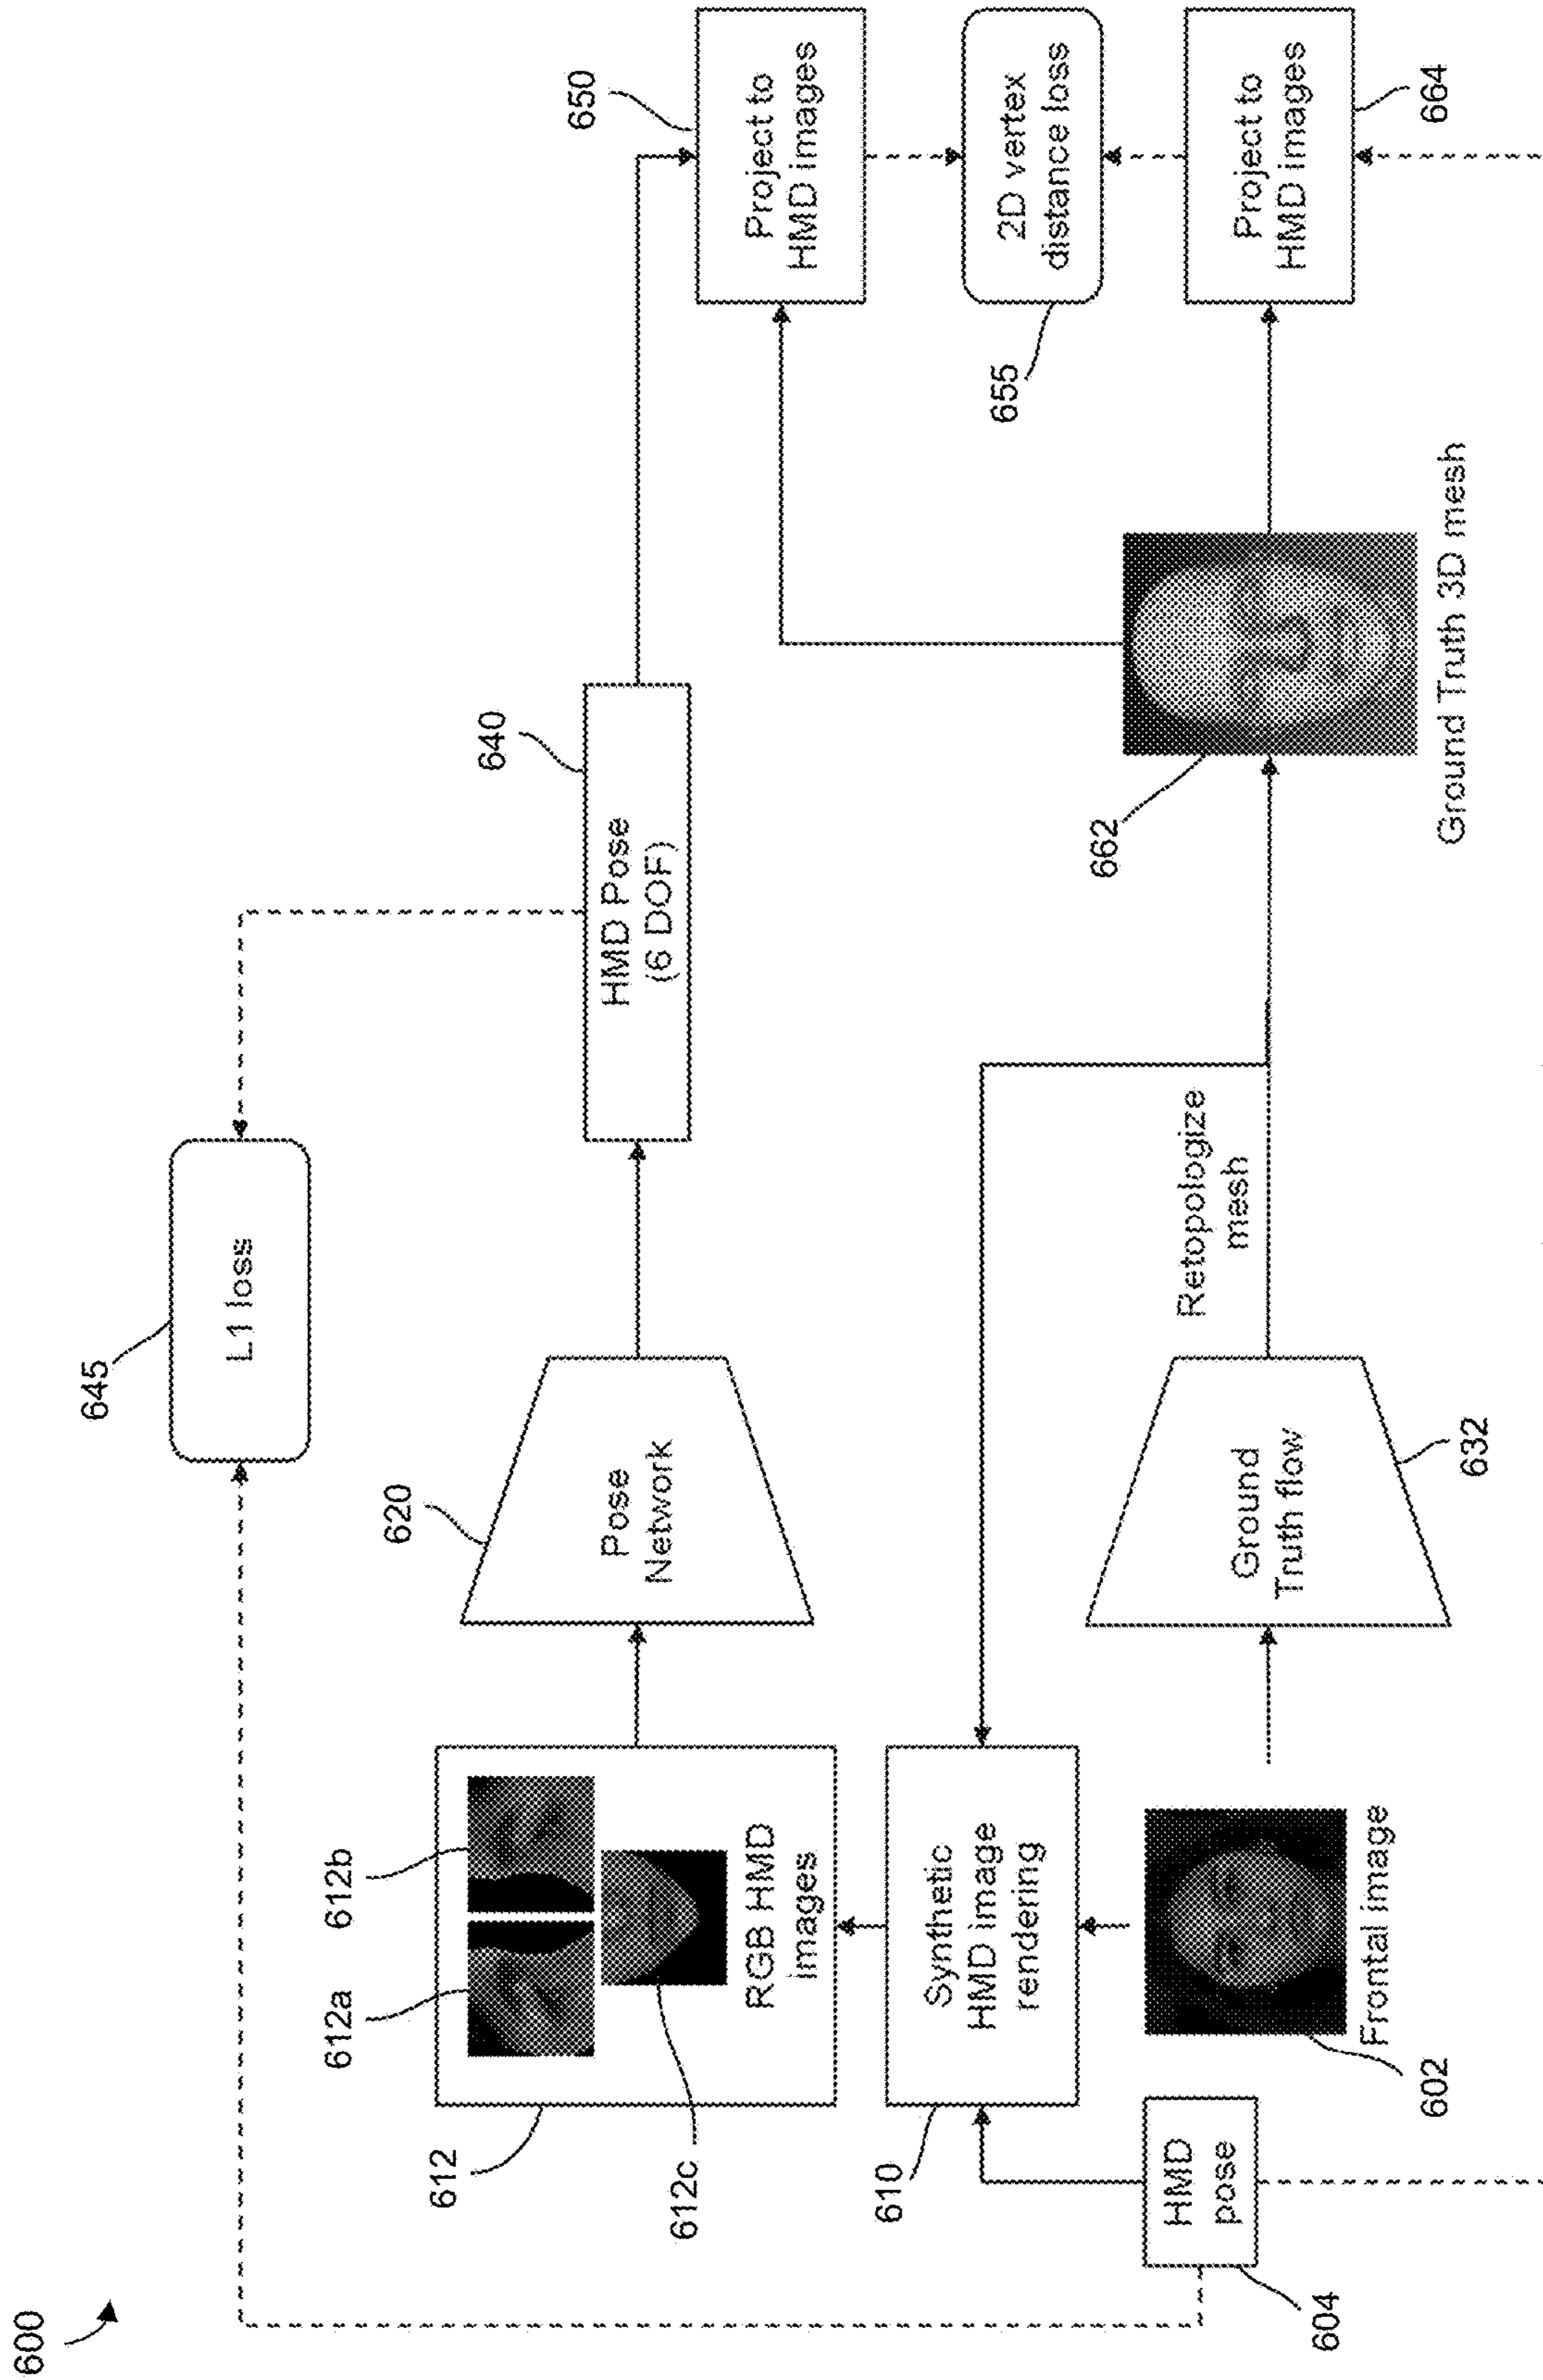 600
645
L1 loss
612
612a
612b
612c
RGB HMD
images
620
Pose
Network
640
HMD Pose
(6 DOF)
650
Project to
HMD images
655
2D vertex
distance loss
610
Synthetic
HMD image
rendering
604
HMD
pose
602
Frontal image
632
Ground
Truth flow
Retopologize
mesh
662
Ground Truth 3D mesh
664
Project to
HMD images